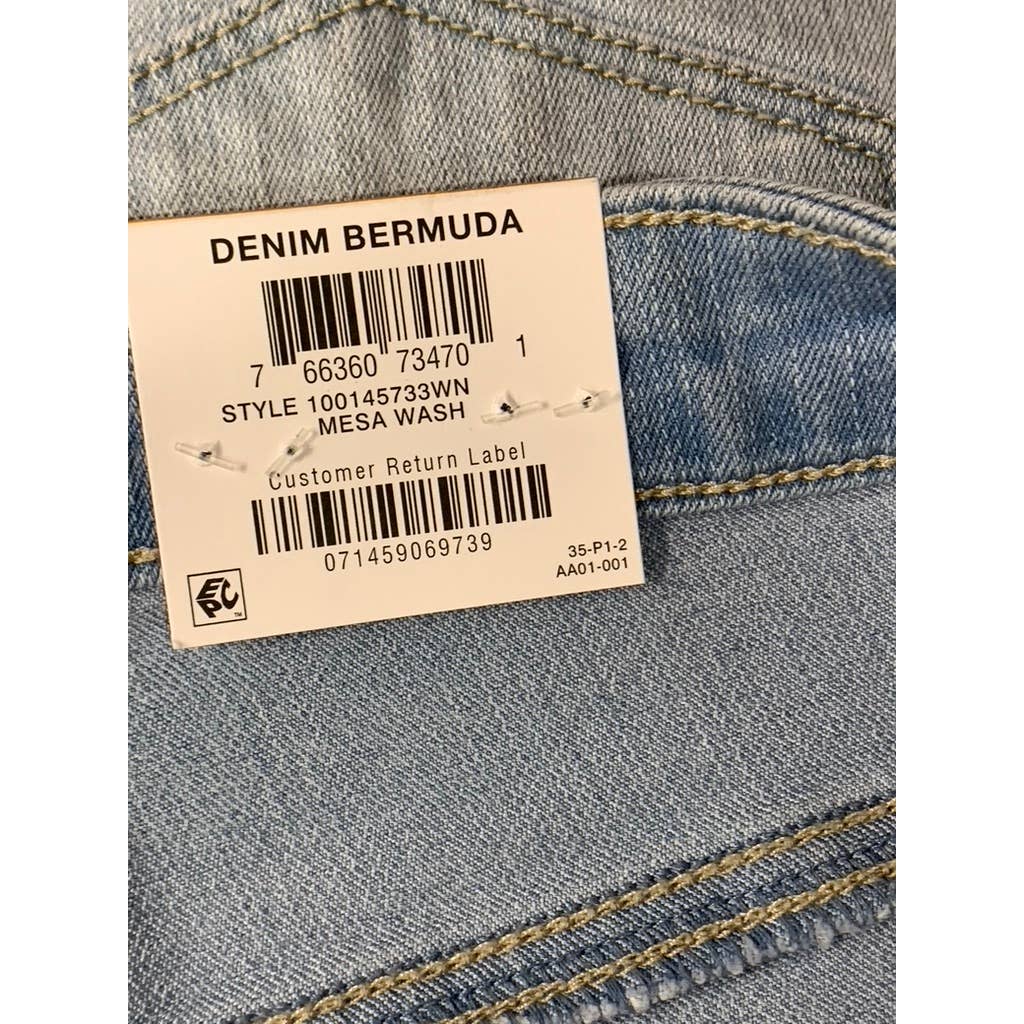 DENIM BERMUDA
7 66360 73470 1
STYLE 100145733WN
MESA WASH
Customer Return Label
071459069739
35-P1-2
AA01-001
EPC TM